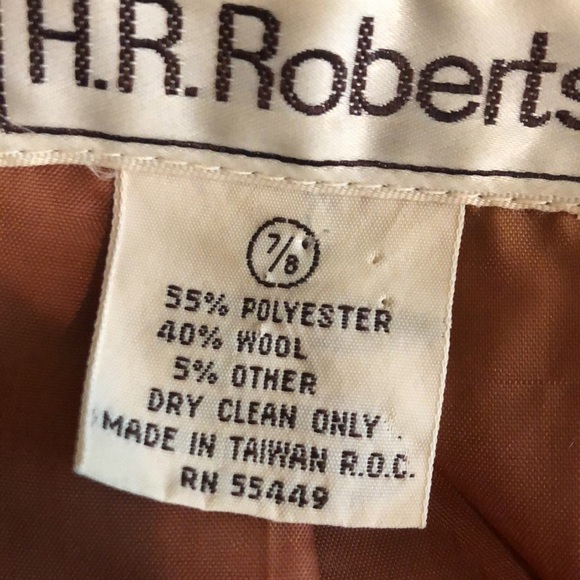 H.R.Roberts
7/8
55% POLYESTER
40% WOOL
5% OTHER
DRY CLEAN ONLY
MADE IN TAIWAN R.O.C.
RN 55449